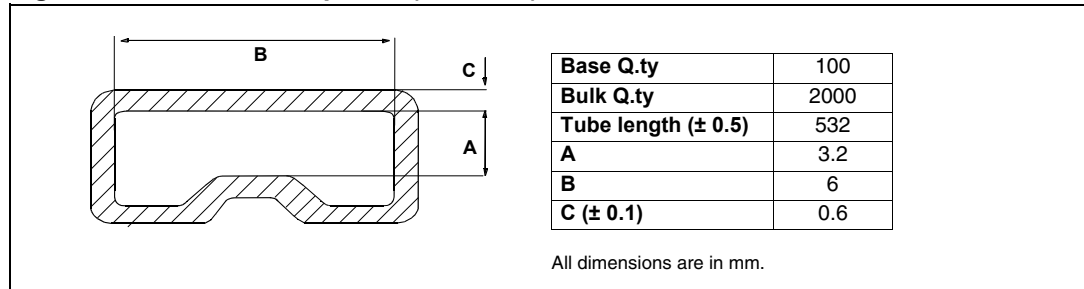 B
C
A
Base Q.ty 100
Bulk Q.ty 2000
Tube length (± 0.5) 532
A 3.2
B 6
C (± 0.1) 0.6
All dimensions are in mm.